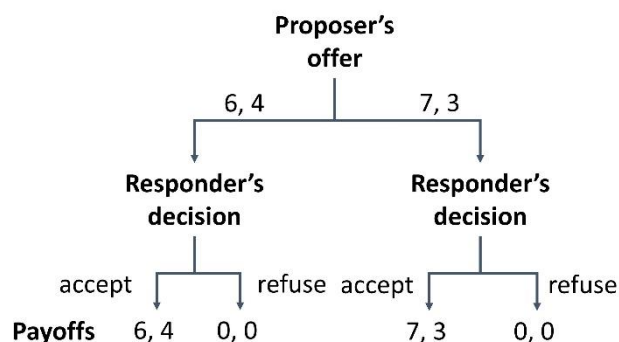 Proposer's
offer
6, 4
7, 3
Responder's
decision
Responder's
decision
accept
refuse
accept
refuse
Payoffs
6, 4
0, 0
7, 3
0, 0